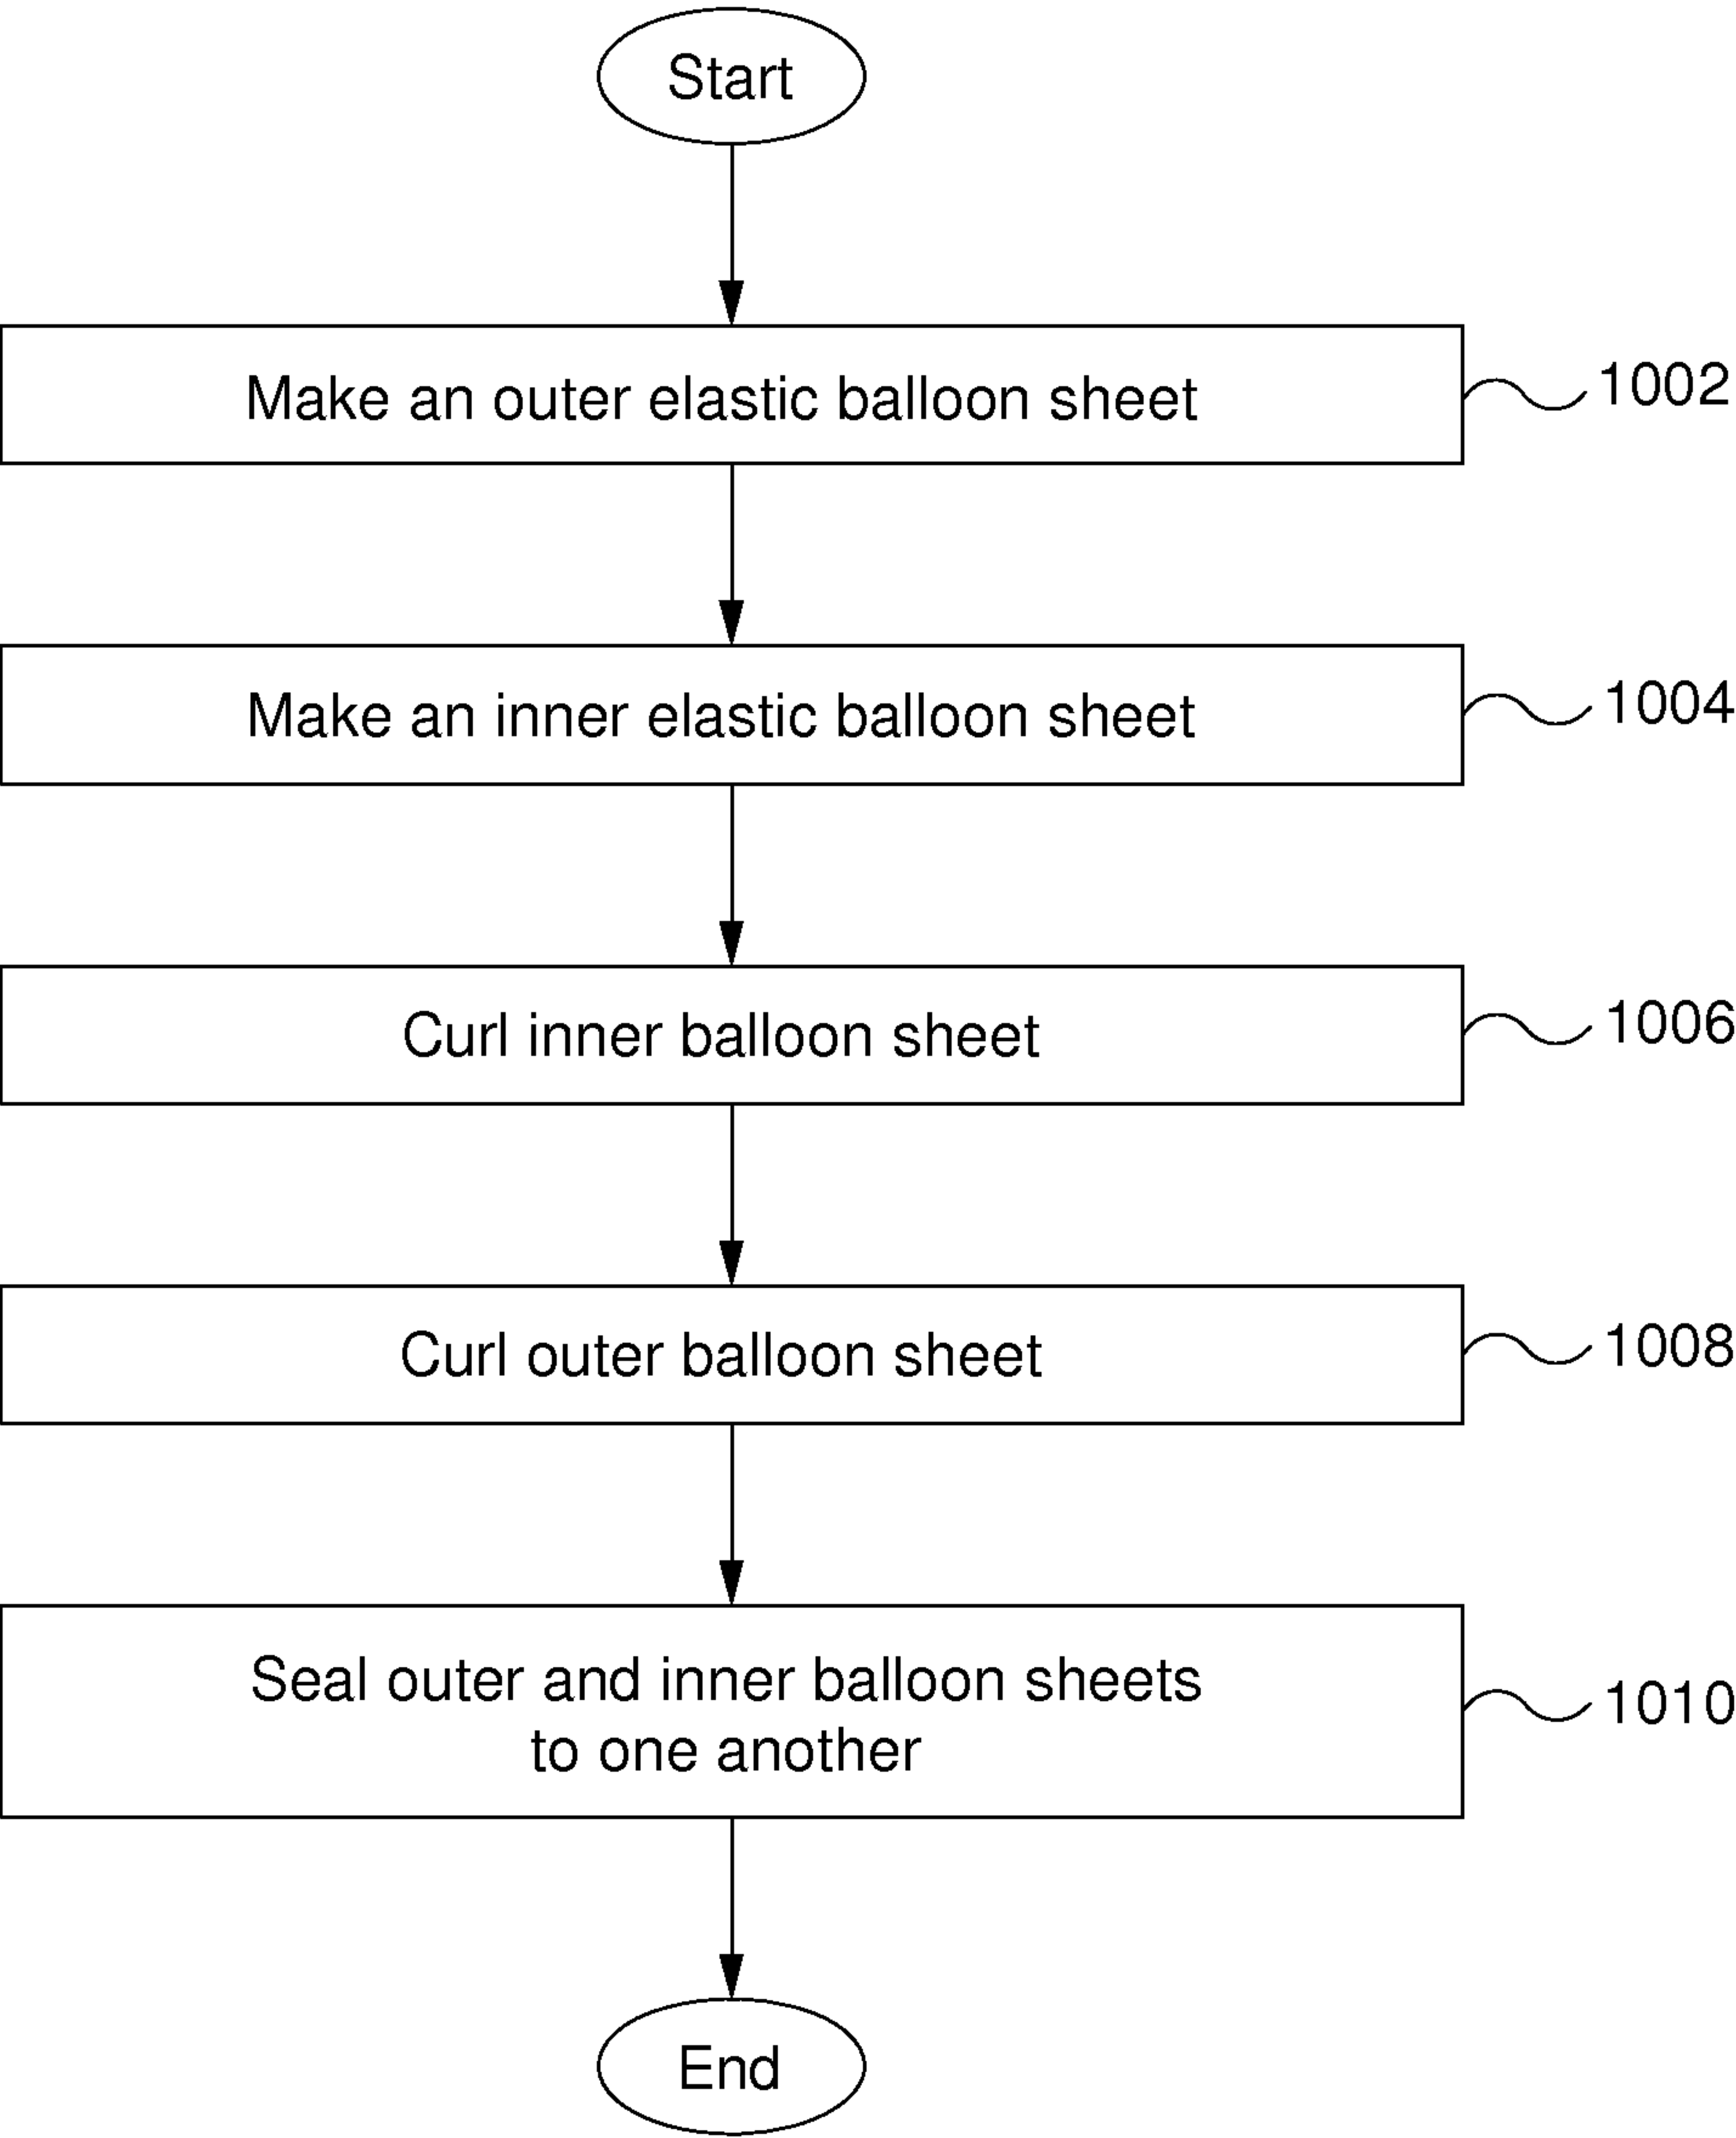 Start
Make an outer elastic balloon sheet
1002
Make an inner elastic balloon sheet
1004
Curl inner balloon sheet
1006
Curl outer balloon sheet
1008
Seal outer and inner balloon sheets
to one another
1010
End